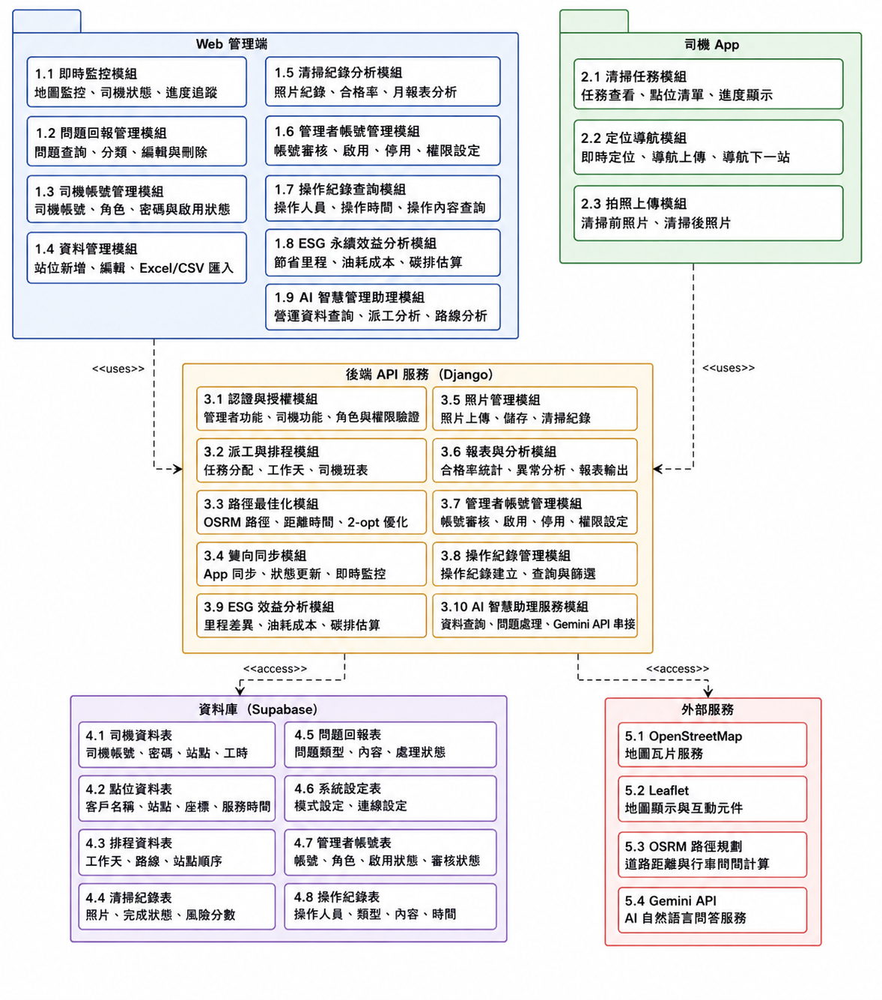 Web 管理端
1.1 即時監控模組
地圖監控、司機狀態、進度追蹤
1.2 問題回報管理模組
問題查詢、分類、編輯與刪除
1.3 司機帳號管理模組
司機帳號、角色、密碼與啟用狀態
1.4 資料管理模組
站位新增、編輯、Excel/CSV 匯入
1.5 清掃紀錄分析模組
照片紀錄、合格率、月報表分析
1.6 管理者帳號管理模組
帳號審核、啟用、停用、權限設定
1.7 操作紀錄查詢模組
操作人員、操作時間、操作內容查詢
1.8 ESG 永續效益分析模組
節省里程、油耗成本、碳排估算
1.9 AI 智慧管理助理模組
營運資料查詢、派工分析、路線分析
司機 App
2.1 清掃任務模組
任務查看、點位清單、進度顯示
2.2 定位導航模組
即時定位、導航上傳、導航下一站
2.3 拍照上傳模組
清掃前照片、清掃後照片
<<uses>>
<<uses>>
後端 API 服務（Django）
3.1 認證與授權模組
管理者功能、司機功能、角色與權限驗證
3.2 派工與排程模組
任務分配、工作天、司機班表
3.3 路徑最佳化模組
OSRM 路徑、距離時間、2-opt 優化
3.4 雙向同步模組
App 同步、狀態更新、即時監控
3.9 ESG 效益分析模組
里程差異、油耗成本、碳排估算
3.5 照片管理模組
照片上傳、儲存、清掃紀錄
3.6 報表與分析模組
合格率統計、異常分析、報表輸出
3.7 管理者帳號管理模組
帳號審核、啟用、停用、權限設定
3.8 操作紀錄管理模組
操作紀錄建立、查詢與篩選
3.10 AI 智慧助理服務模組
資料查詢、問題處理、Gemini API 串接
<<access>>
<<access>>
資料庫（Supabase）
4.1 司機資料表
司機帳號、密碼、站點、工時
4.2 點位資料表
客戶名稱、站點、座標、服務時間
4.3 排程資料表
工作天、路線、站點順序
4.4 清掃紀錄表
照片、完成狀態、風險分數
4.5 問題回報表
問題類型、內容、處理狀態
4.6 系統設定表
模式設定、連線設定
4.7 管理者帳號表
帳號、角色、啟用狀態、審核狀態
4.8 操作紀錄表
操作人員、類型、內容、時間
外部服務
5.1 OpenStreetMap
地圖瓦片服務
5.2 Leaflet
地圖顯示與互動元件
5.3 OSRM 路徑規劃
道路距離與行車時間計算
5.4 Gemini API
AI 自然語言問答服務